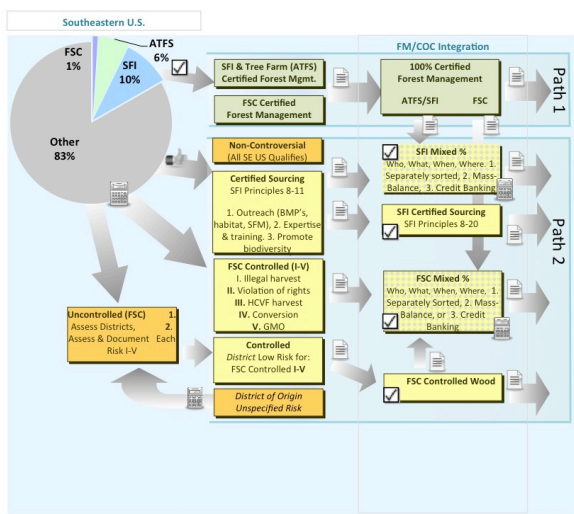 Southeastern U.S.
FSC
1%
ATFS
6%
SFI
10%
Other
83%
FM/COC Integration
SFI & Tree Farm (ATFS)
Certified Forest Mgmt.
FSC Certified
Forest Management
100% Certified
Forest Management
ATFS/SFI FSC
Path 1
Non-Controversial
(All SE US Qualifies)
Certified Sourcing
SFI Principles 8-11
1. Outreach (BMP's,
habitat, SFM), 2. Expertise
& training. 3. Promote
biodiversity
SFI Mixed %
Who, What, When, Where. 1.
Separately sorted, 2. Mass-
Balance, 3. Credit Banking
SFI Certified Sourcing
SFI Principles 8-20
Path 2
FSC Controlled (I-V)
I. Illegal harvest
II. Violation of rights
III. HCVF harvest
IV. Conversion
V. GMO
FSC Mixed %
Who, What, When, Where, 1.
Separately Sorted, 2. Mass-
Balance, or 3. Credit
Banking
Uncontrolled (FSC) 1.
Assess Districts, 2.
Assess & Document Each
Risk I-V
Controlled
District Low Risk for:
FSC Controlled I-V
FSC Controlled Wood
District of Origin
Unspecified Risk